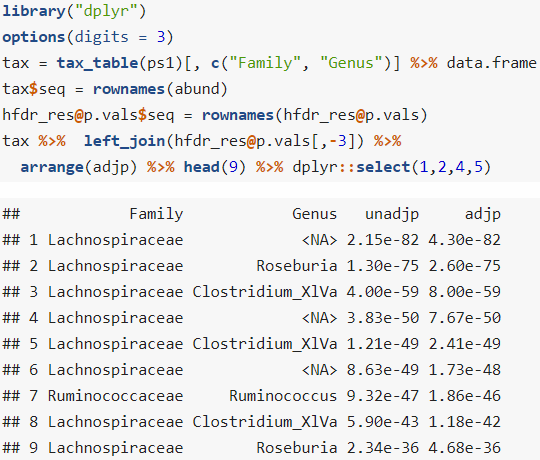 library("dplyr")
options(digits = 3)
tax = tax_table(ps1)[, c("Family", "Genus")] %>% data.frame
tax$seq = rownames(abund)
hfdr_res@p.vals$seq = rownames(hfdr_res@p.vals)
tax %>%  left_join(hfdr_res@p.vals[,-3]) %>%
  arrange(adjp) %>% head(9) %>% dplyr::select(1,2,4,5)
##            Family            Genus   unadjp     adjp
## 1 Lachnospiraceae             <NA> 2.15e-82 4.30e-82
## 2 Lachnospiraceae        Roseburia 1.30e-75 2.60e-75
## 3 Lachnospiraceae Clostridium_XlVa 4.00e-59 8.00e-59
## 4 Lachnospiraceae             <NA> 3.83e-50 7.67e-50
## 5 Lachnospiraceae Clostridium_XlVa 1.21e-49 2.41e-49
## 6 Lachnospiraceae             <NA> 8.63e-49 1.73e-48
## 7 Ruminococcaceae     Ruminococcus 9.32e-47 1.86e-46
## 8 Lachnospiraceae Clostridium_XlVa 5.90e-43 1.18e-42
## 9 Lachnospiraceae        Roseburia 2.34e-36 4.68e-36